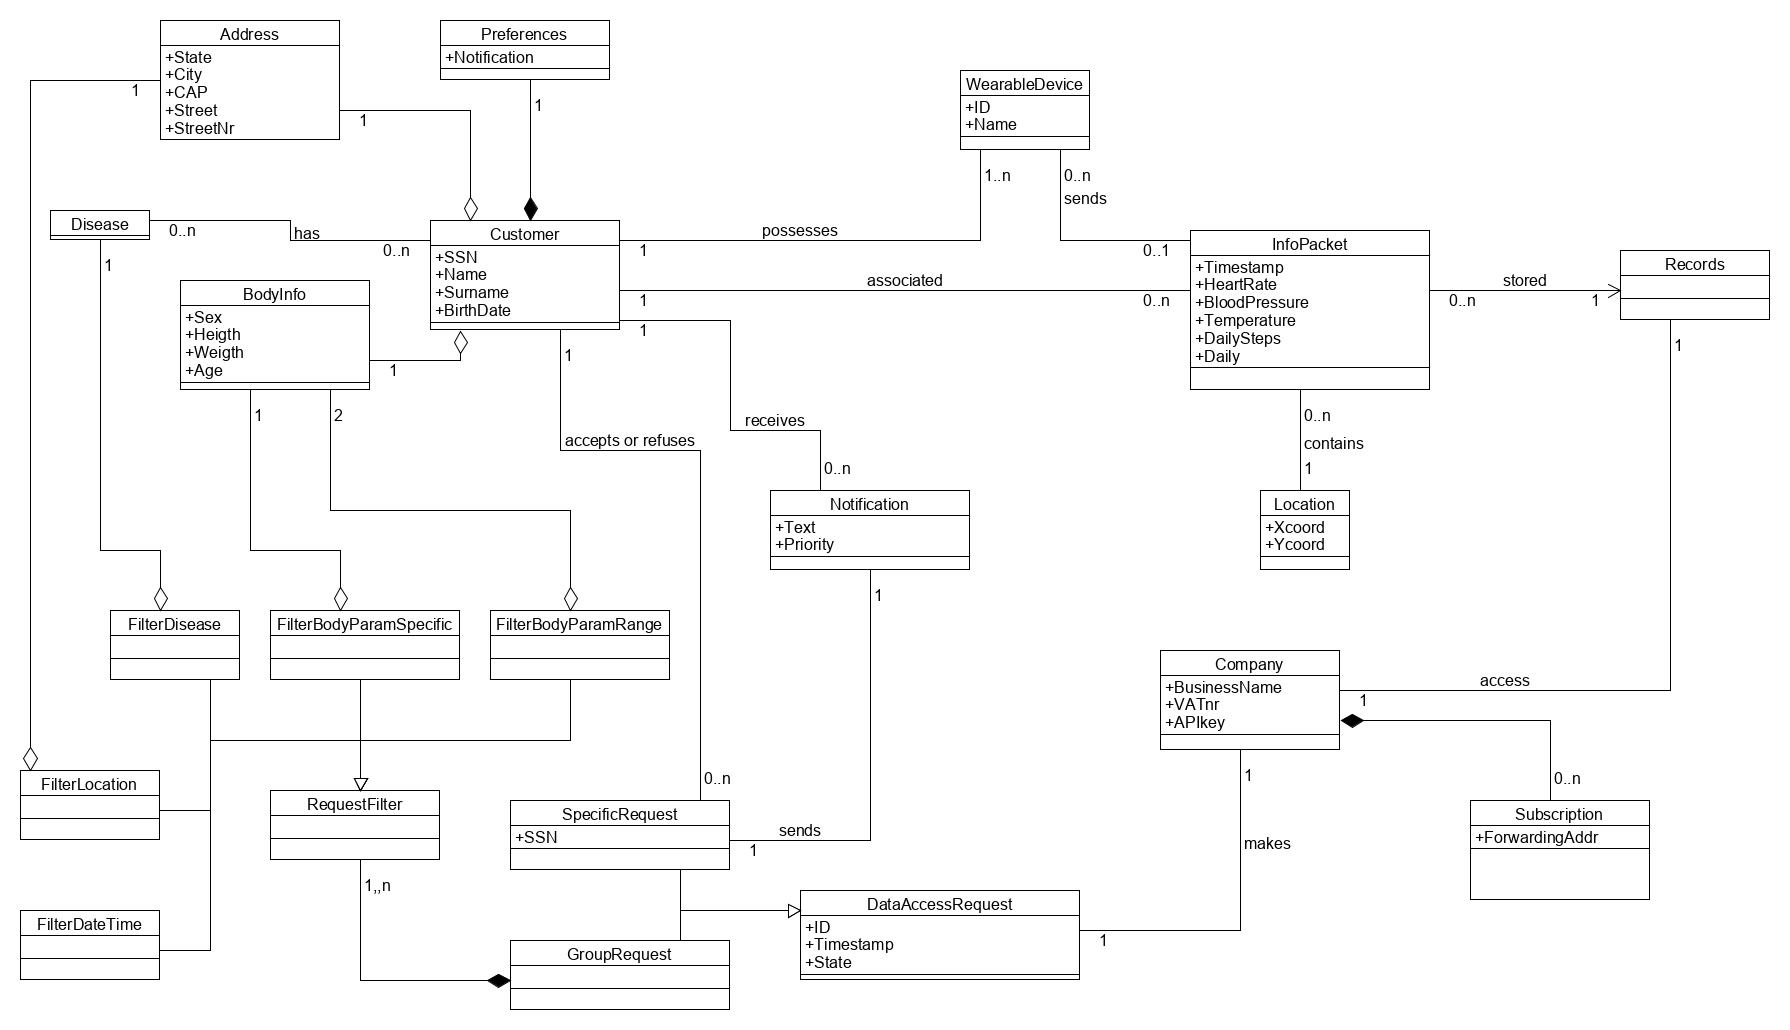 Address
+State
+City
+CAP
+Street
+StreetNr
1
1
Preferences
+Notification
1
WearableDevice
+ID
+Name
1..n
0..n
sends
Disease
0..n
has
0..n
1
Customer
+SSN
+Name
+Surname
+BirthDate
possesses
1
0..1
associated
1
0..n
1
1
InfoPacket
+Timestamp
+HeartRate
+BloodPressure
+Temperature
+DailySteps
+Daily
stored
0..n
1
Records
1
BodyInfo
+Sex
+Heigth
+Weigth
+Age
1
1
2
accepts or refuses
receives
0..n
0..n
contains
1
Notification
+Text
+Priority
1
Location
+Xcoord
+Ycoord
FilterDisease
FilterBodyParamSpecific
FilterBodyParamRange
Company
+BusinessName
+VATnr
+APIkey
access
1
1
0..n
FilterLocation
RequestFilter
1,,n
0..n
SpecificRequest
+SSN
sends
1
makes
Subscription
+ForwardingAddr
FilterDateTime
GroupRequest
DataAccessRequest
+ID
+Timestamp
+State
1